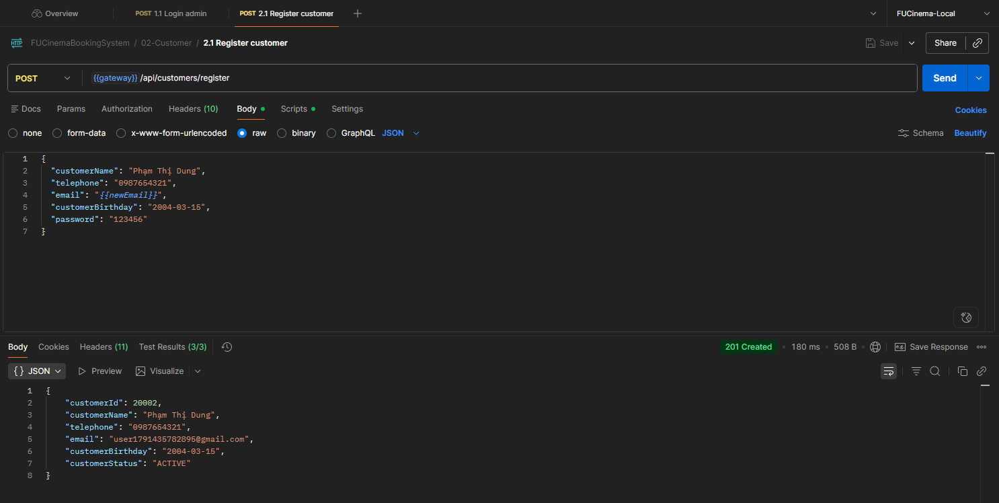 Overview POST 1.1 Login admin POST 2.1 Register customer FUCinema-Local
HTTP FUCinemaBookingSystem / 02-Customer / 2.1 Register customer Save Share
POST {{gateway}} /api/customers/register Send
Docs Params Authorization Headers (10) Body Scripts Settings Cookies
none form-data x-www-form-urlencoded raw binary GraphQL JSON Schema Beautify
1 {
2 "customerName": "Phạm Thị Dung",
3 "telephone": "0987654321",
4 "email": "{{newEmail}}",
5 "customerBirthday": "2004-03-15",
6 "password": "123456"
7 }
Body Cookies Headers (11) Test Results (3/3) 201 Created • 180 ms • 508 B • e.g. Save Response
{} JSON Preview Visualize
1 {
2 "customerId": 20002,
3 "customerName": "Phạm Thị Dung",
4 "telephone": "0987654321",
5 "email": "user1791435782895@gmail.com",
6 "customerBirthday": "2004-03-15",
7 "customerStatus": "ACTIVE"
8 }